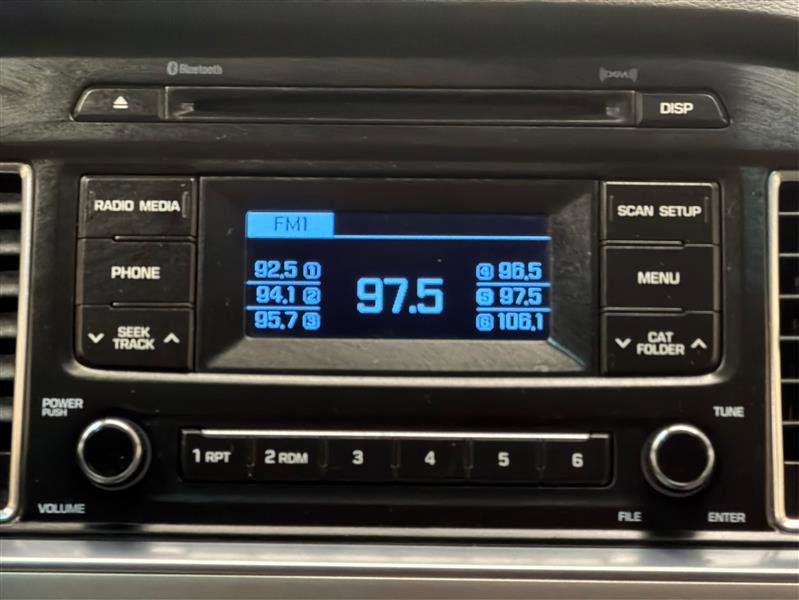 Bluetooth
DISP
RADIO MEDIA
PHONE
SEEK
TRACK
FM1
92.5 1
94.1 2
95.7 3
97.5
4 96.5
5 97.5
6 106.1
SCAN SETUP
MENU
CAT
FOLDER
POWER
PUSH
VOLUME
1 RPT
2 RDM
3
4
5
6
TUNE
FILE
ENTER